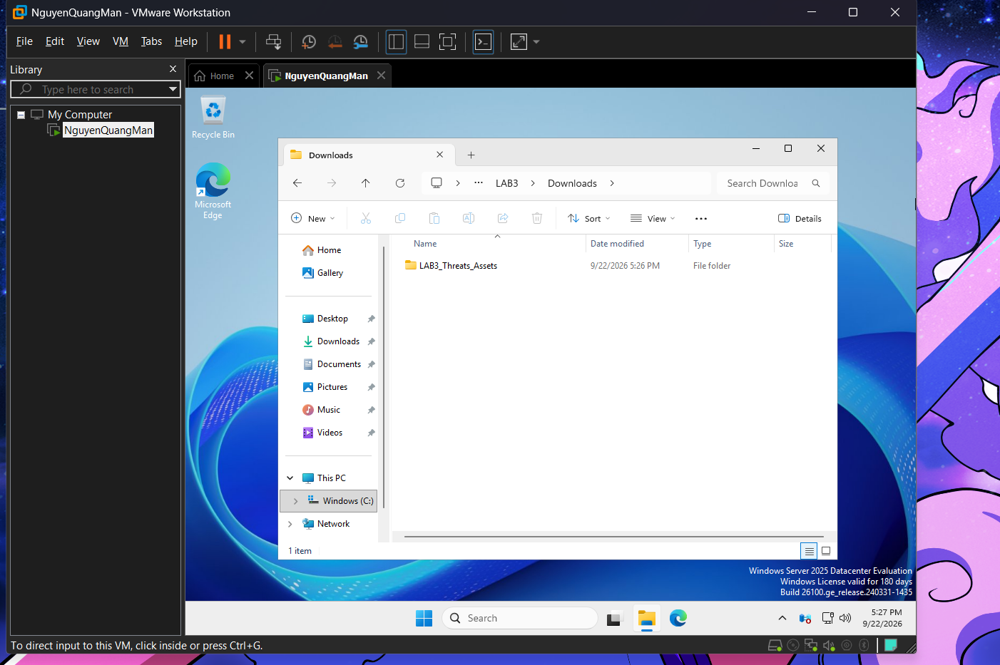 NguyenQuangMan - VMware Workstation
File Edit View VM Tabs Help
Library
Type here to search
My Computer
NguyenQuangMan
Home
NguyenQuangMan
Recycle Bin
Microsoft
Edge
Downloads
LAB3 Downloads
Search Downloa
New
Sort
View
Details
Name Date modified Type Size
LAB3_Threats_Assets 9/22/2026 5:26 PM File folder
Home
Gallery
Desktop
Downloads
Documents
Pictures
Music
Videos
This PC
Windows (C:)
Network
1 item
Windows Server 2025 Datacenter Evaluation
Windows License valid for 180 days
Build 26100.ge_release.240331-1435
Search
5:27 PM
9/22/2026
To direct input to this VM, click inside or press Ctrl+G.